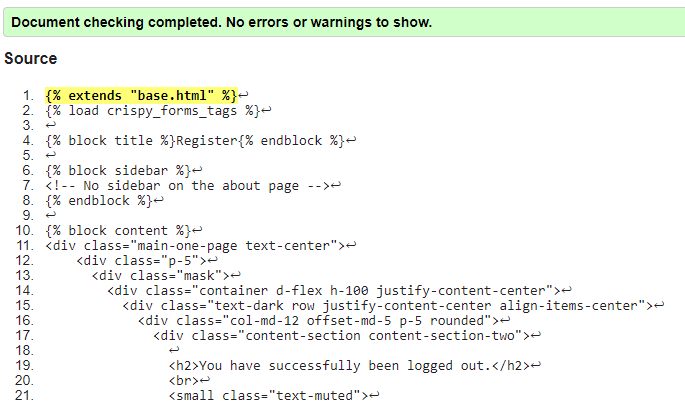 Document checking completed. No errors or warnings to show.
Source
1. {% extends "base.html" %}↩
2. {% load crispy_forms_tags %}↩
3. ↩
4. {% block title %}Register{% endblock %}↩
5. ↩
6. {% block sidebar %}↩
7. <!-- No sidebar on the about page -->↩
8. {% endblock %}↩
9. ↩
10. {% block content %}↩
11. <div class="main-one-page text-center">↩
12. <div class="p-5">↩
13. <div class="mask">↩
14. <div class="container d-flex h-100 justify-content-center">↩
15. <div class="text-dark row justify-content-center align-items-center">↩
16. <div class="col-md-12 offset-md-5 p-5 rounded">↩
17. <div class="content-section content-section-two">↩
18. ↩
19. <h2>You have successfully been logged out.</h2>↩
20. <br>↩
21. <small class="text-muted">↩